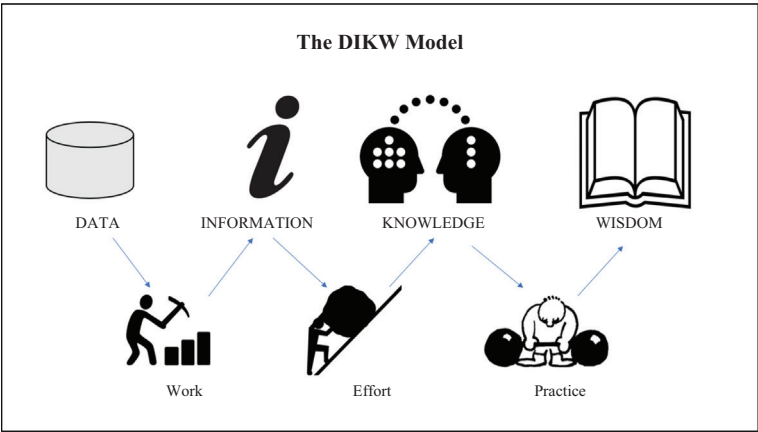 The DIKW Model
DATA INFORMATION KNOWLEDGE WISDOM
Work Effort Practice